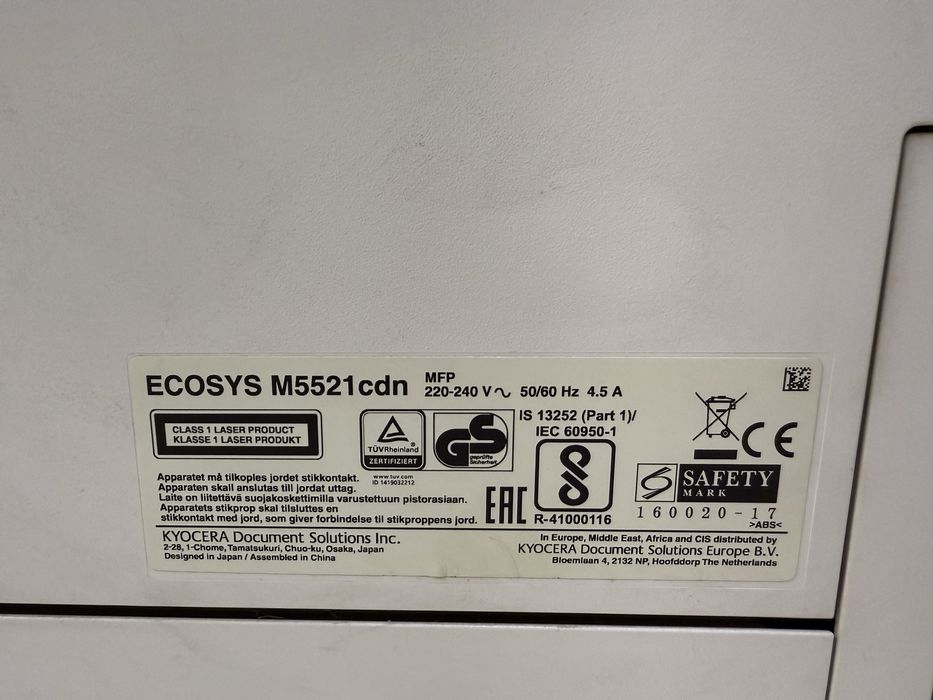 ECOSYS M5521cdn MFP
220-240 V ~ 50/60 Hz 4.5 A
CLASS 1 LASER PRODUCT
KLASSE 1 LASER PRODUKT
TÜVRheinland®
ZERTIFIZIERT
www.tuv.com
ID 1419032212
GS
geprüfte
Sicherheit
IS 13252 (Part 1)/
IEC 60950-1
R-41000116
CE
SAFETY
MARK
160020-17
>ABS<
Apparatet må tilkoples jordet stikkontakt.
Apparaten skall anslutas till jordat uttag.
Laite on liitettävä suojakoskettimilla varustettuun pistorasiaan.
Apparatets stikprop skal tilsluttes en
stikkontakt med jord, som giver forbindelse til stikproppens jord.
EAC
KYOCERA Document Solutions Inc.
2-28, 1-Chome, Tamatsukuri, Chuo-ku, Osaka, Japan
Designed in Japan / Assembled in China
In Europe, Middle East, Africa and CIS distributed by
KYOCERA Document Solutions Europe B.V.
Bloemlaan 4, 2132 NP, Hoofddorp The Netherlands